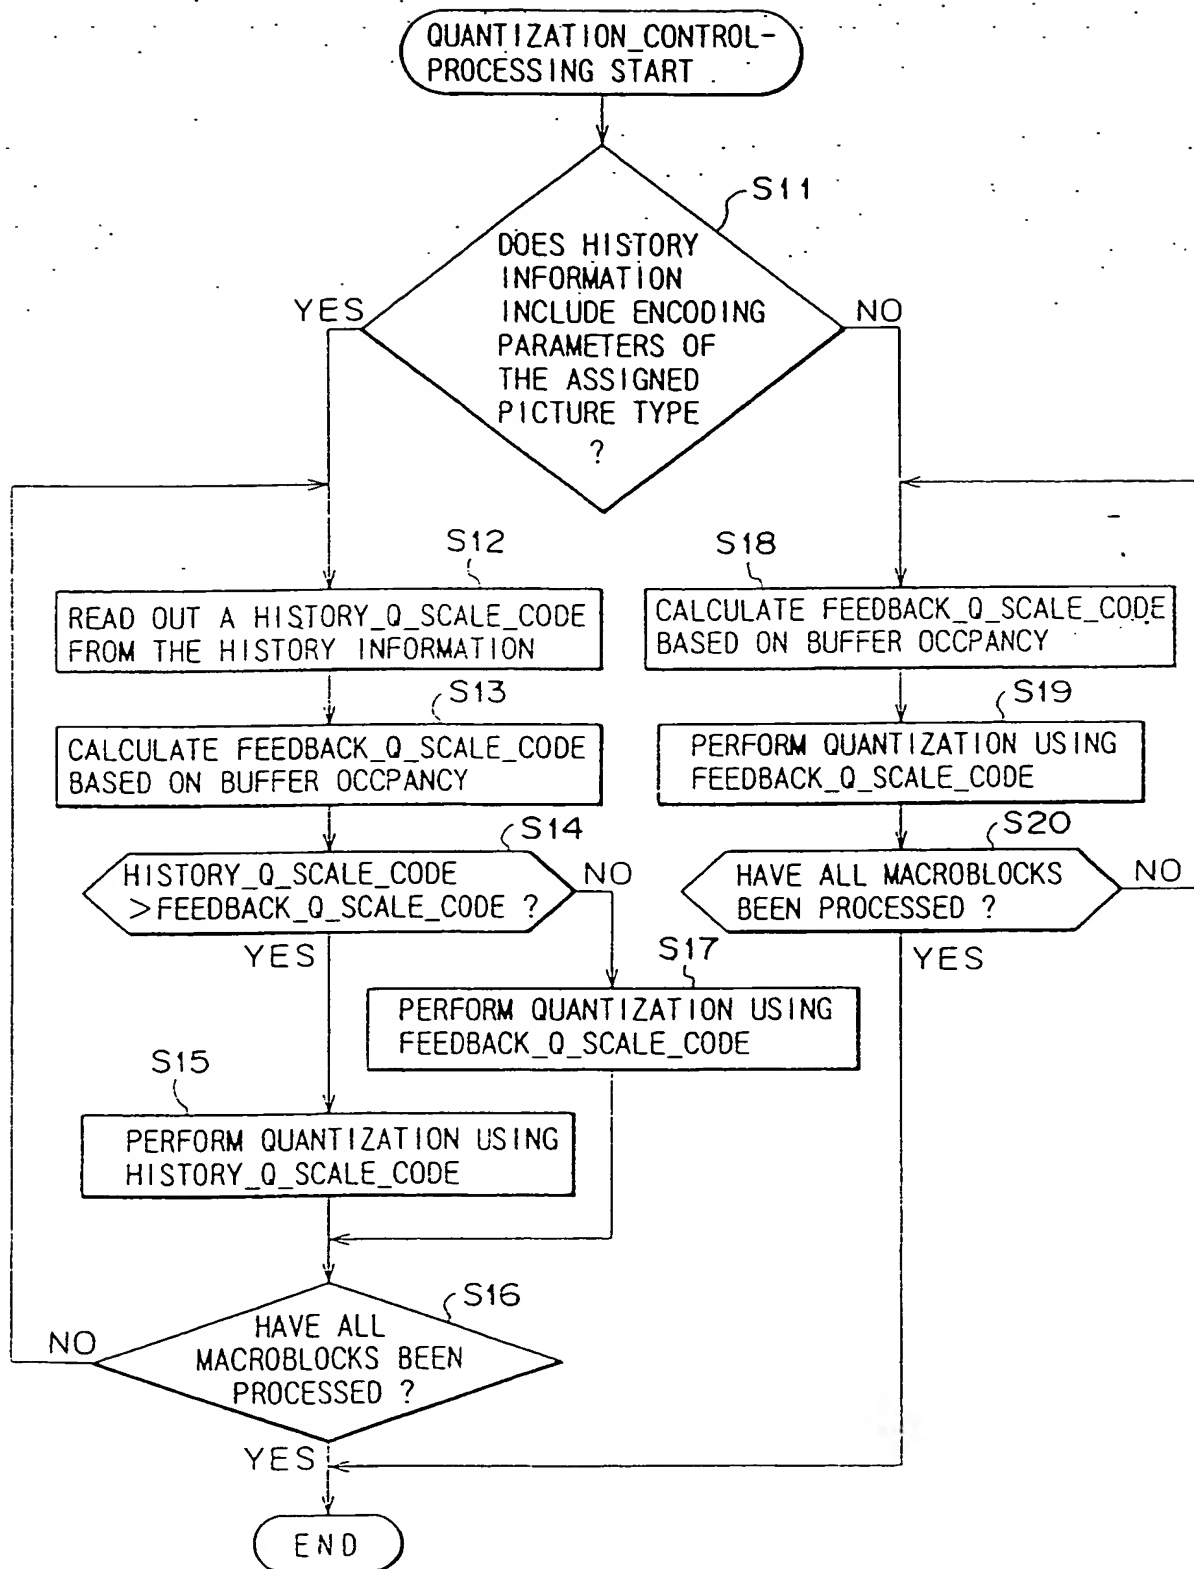 QUANTIZATION_CONTROL-
PROCESSING START
S11
DOES HISTORY
INFORMATION
INCLUDE ENCODING
PARAMETERS OF
THE ASSIGNED
PICTURE TYPE
?
YES
NO
S12
READ OUT A HISTORY_Q_SCALE_CODE
FROM THE HISTORY INFORMATION
S13
CALCULATE FEEDBACK_Q_SCALE_CODE
BASED ON BUFFER OCCPANCY
S14
HISTORY_Q_SCALE_CODE
>FEEDBACK_Q_SCALE_CODE ?
NO
YES
S17
PERFORM QUANTIZATION USING
FEEDBACK_Q_SCALE_CODE
S15
PERFORM QUANTIZATION USING
HISTORY_Q_SCALE_CODE
S16
HAVE ALL
MACROBLOCKS BEEN
PROCESSED ?
NO
YES
S18
CALCULATE FEEDBACK_Q_SCALE_CODE
BASED ON BUFFER OCCPANCY
S19
PERFORM QUANTIZATION USING
FEEDBACK_Q_SCALE_CODE
S20
HAVE ALL MACROBLOCKS
BEEN PROCESSED ?
NO
YES
END